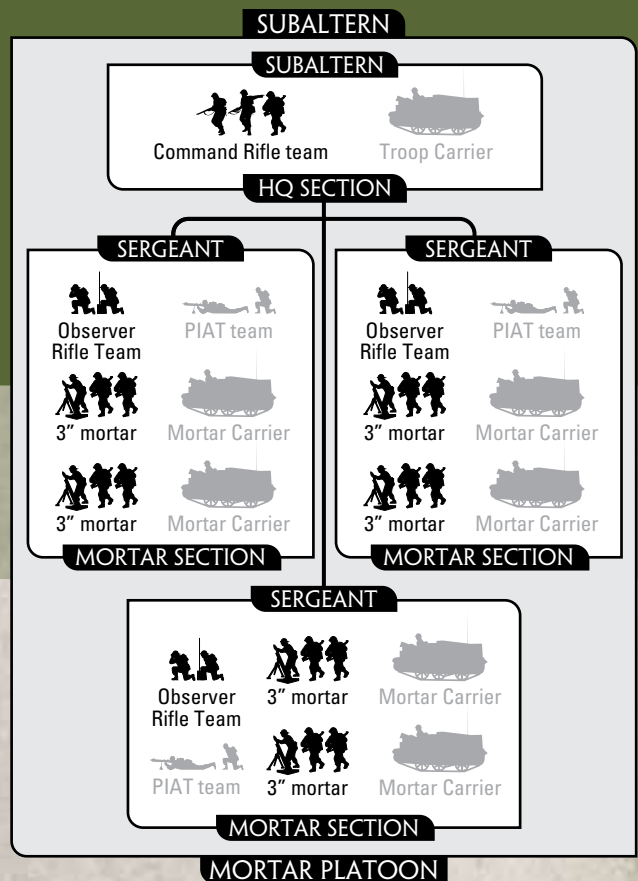 SUBALTERN
SUBALTERN
Command Rifle team
Troop Carrier
HQ SECTION
SERGEANT
Observer
Rifle Team
PIAT team
3” mortar
Mortar Carrier
3” mortar
Mortar Carrier
MORTAR SECTION
SERGEANT
Observer
Rifle Team
PIAT team
3” mortar
Mortar Carrier
3” mortar
Mortar Carrier
MORTAR SECTION
SERGEANT
Observer
Rifle Team
3” mortar
Mortar Carrier
PIAT team
3” mortar
Mortar Carrier
MORTAR SECTION
MORTAR PLATOON